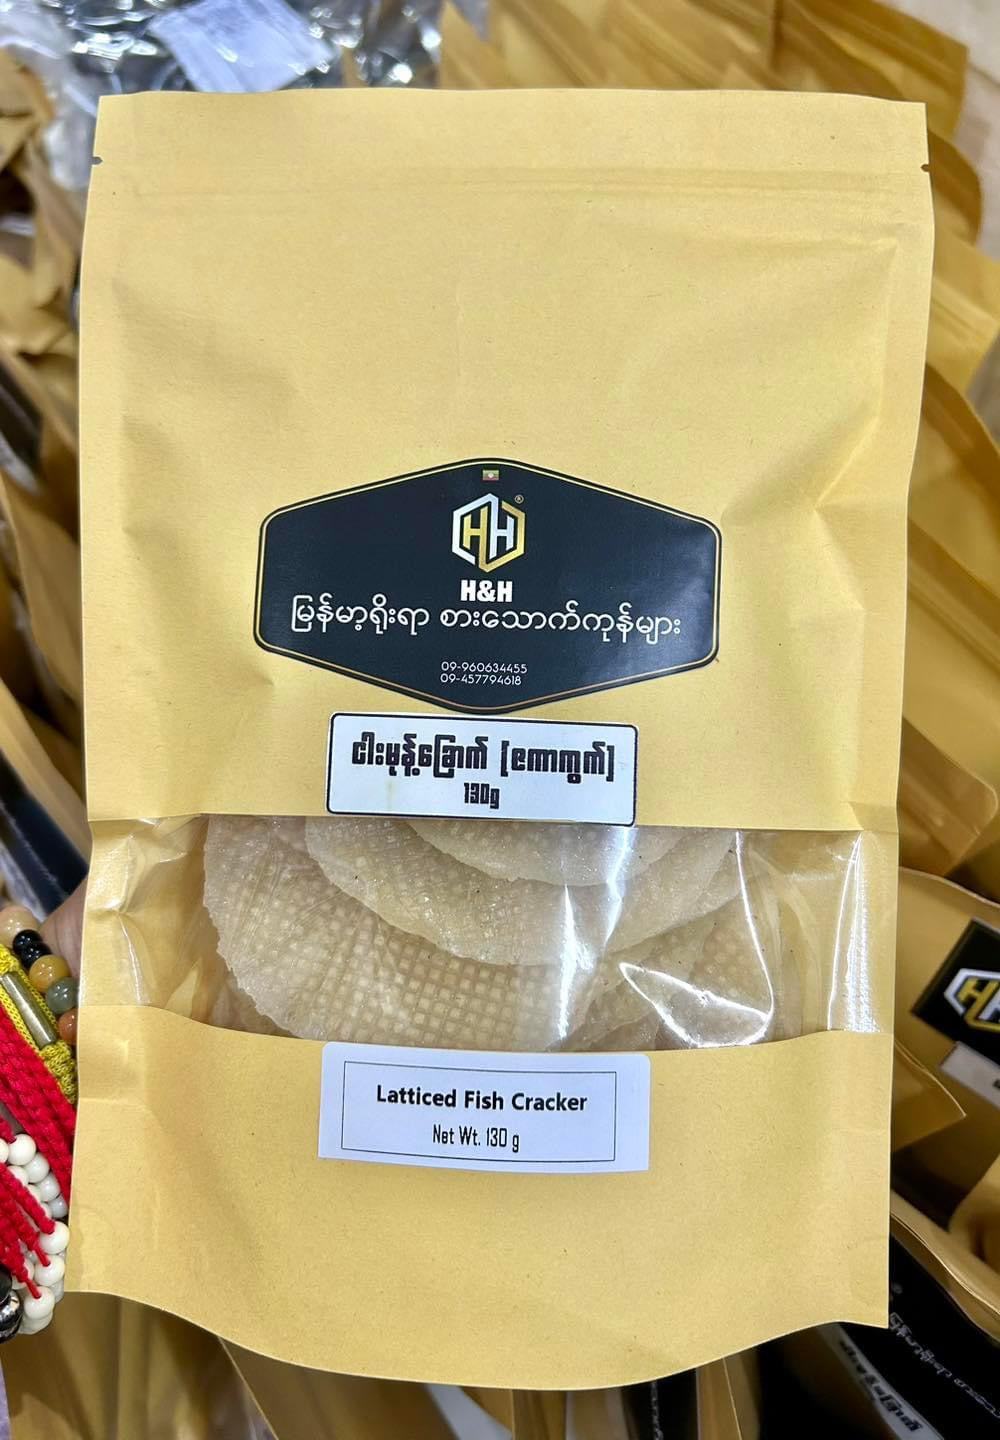 HH
®
H&H
မြန်မာ့ရိုးရာ စားသောက်ကုန်များ
09-960634455
09-457794618
ငါးမုန့်ခြောက် [ဇကာကွက်]
130g
Latticed Fish Cracker
Net Wt. 130 g